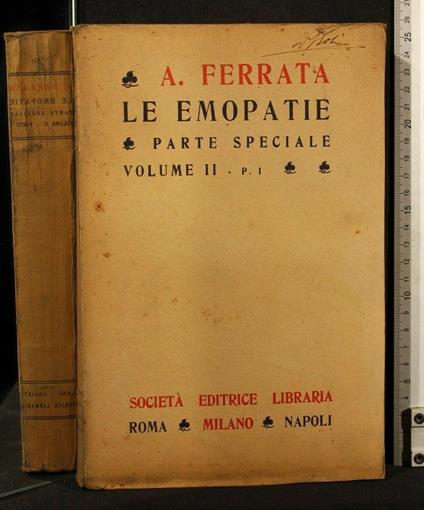 A. FERRATA
LE EMOPATIE
PARTE SPECIALE
VOLUME II - P. I
SOCIETÀ EDITRICE LIBRARIA
ROMA MILANO NAPOLI